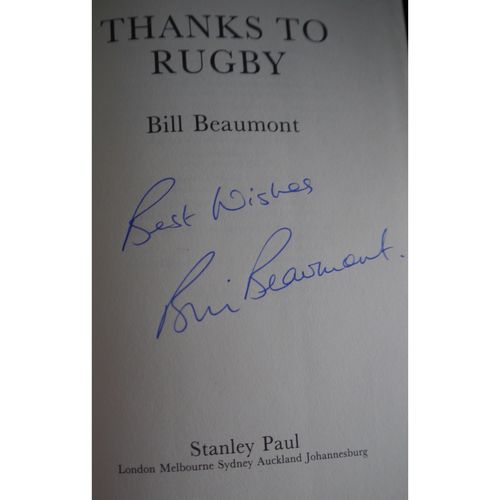 THANKS TO
RUGBY
Bill Beaumont
Best Wishes
Bill Beaumont.
Stanley Paul
London Melbourne Sydney Auckland Johannesburg